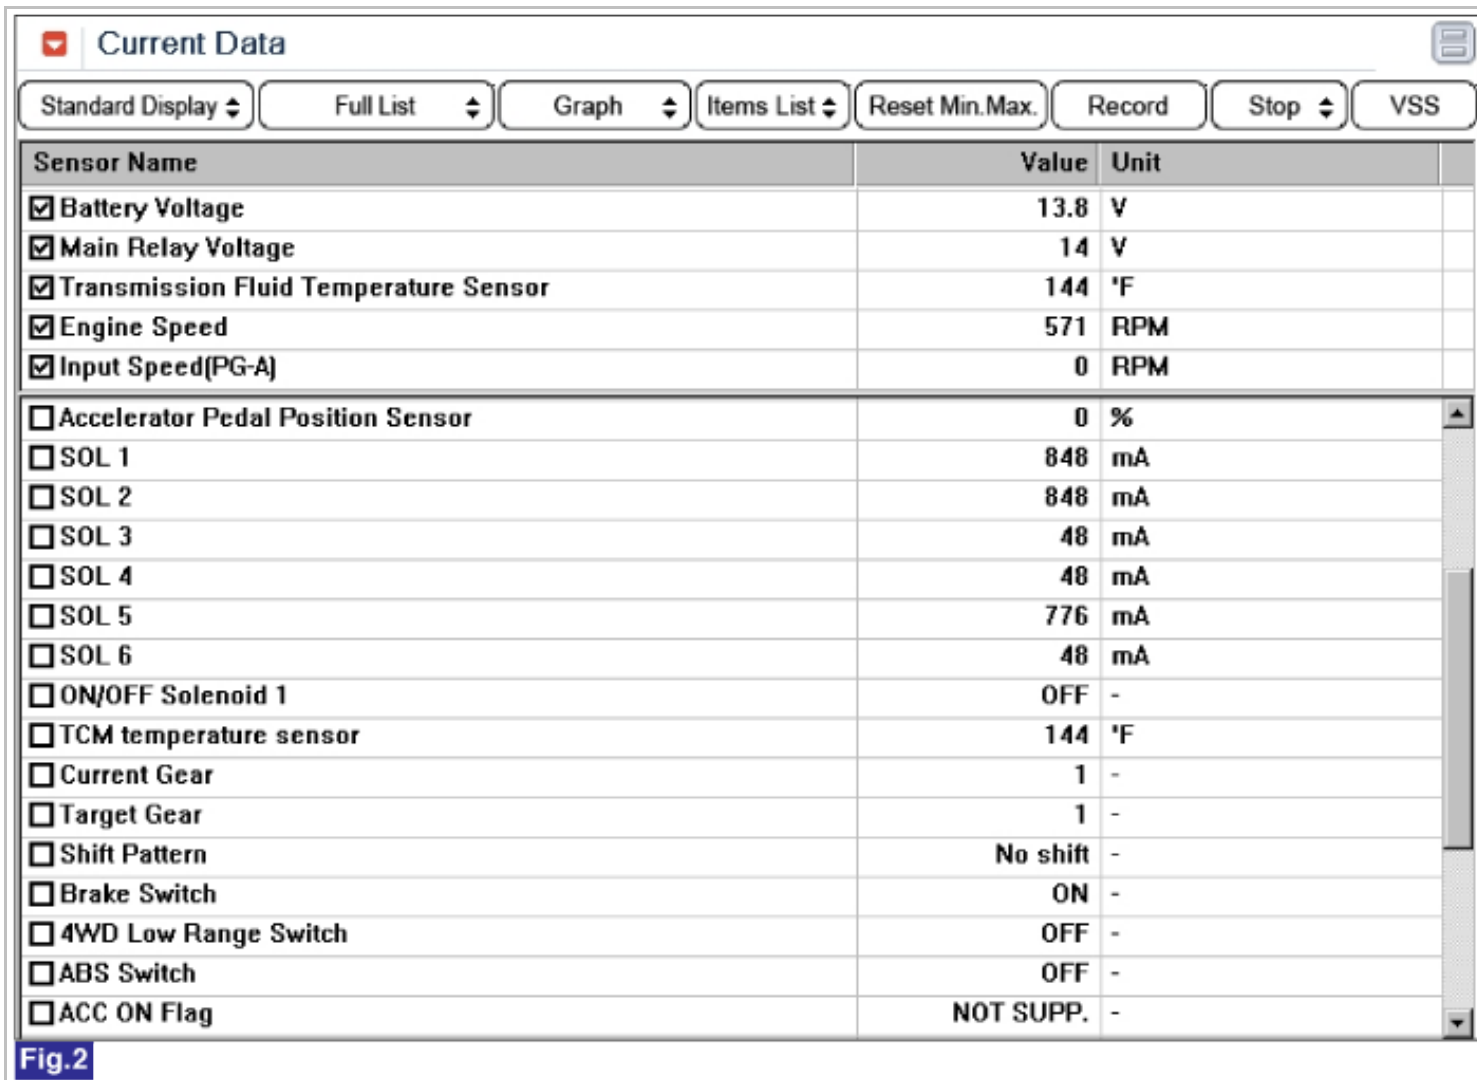 Current Data
Standard Display Full List Graph Items List Reset Min.Max. Record Stop VSS
Sensor Name Value Unit
Battery Voltage 13.8 V
Main Relay Voltage 14 V
Transmission Fluid Temperature Sensor 144 'F
Engine Speed 571 RPM
Input Speed(PG-A) 0 RPM
Accelerator Pedal Position Sensor 0 %
SOL 1 848 mA
SOL 2 848 mA
SOL 3 48 mA
SOL 4 48 mA
SOL 5 776 mA
SOL 6 48 mA
ON/OFF Solenoid 1 OFF -
TCM temperature sensor 144 'F
Current Gear 1 -
Target Gear 1 -
Shift Pattern No shift -
Brake Switch ON -
4WD Low Range Switch OFF -
ABS Switch OFF -
ACC ON Flag NOT SUPP. -
Fig.2